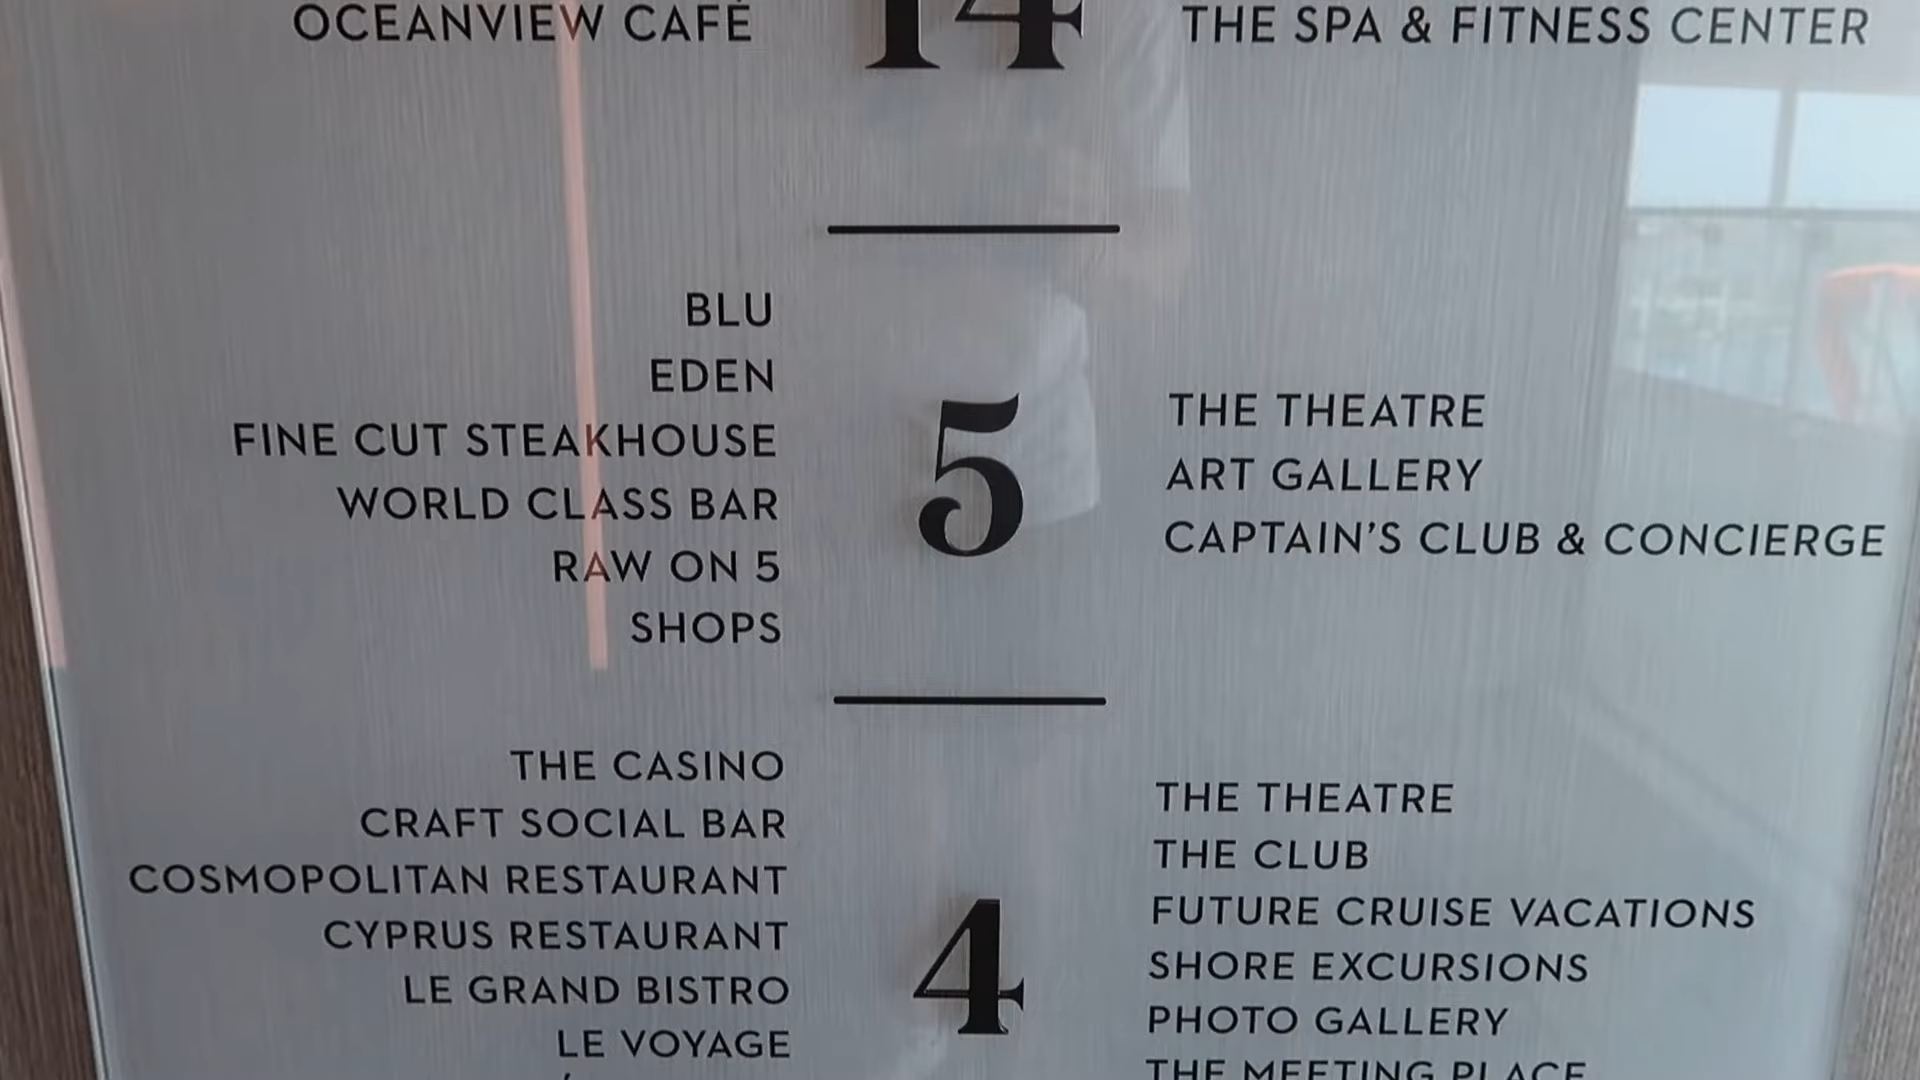 OCEANVIEW CAFÉ
14
THE SPA & FITNESS CENTER
BLU
EDEN
FINE CUT STEAKHOUSE
WORLD CLASS BAR
RAW ON 5
SHOPS
5
THE THEATRE
ART GALLERY
CAPTAIN'S CLUB & CONCIERGE
THE CASINO
CRAFT SOCIAL BAR
COSMOPOLITAN RESTAURANT
CYPRUS RESTAURANT
LE GRAND BISTRO
LE VOYAGE
4
THE THEATRE
THE CLUB
FUTURE CRUISE VACATIONS
SHORE EXCURSIONS
PHOTO GALLERY
THE MEETING PLACE